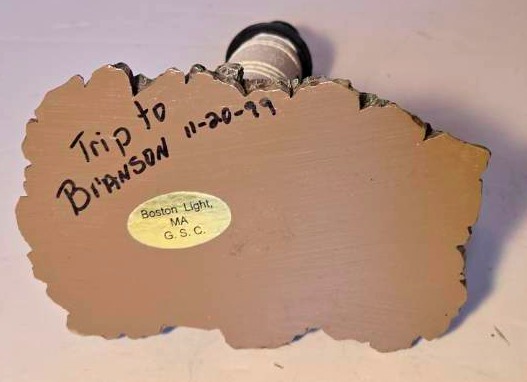 Trip to
BrANSON 11-20-99
Boston Light,
MA
G. S. C.